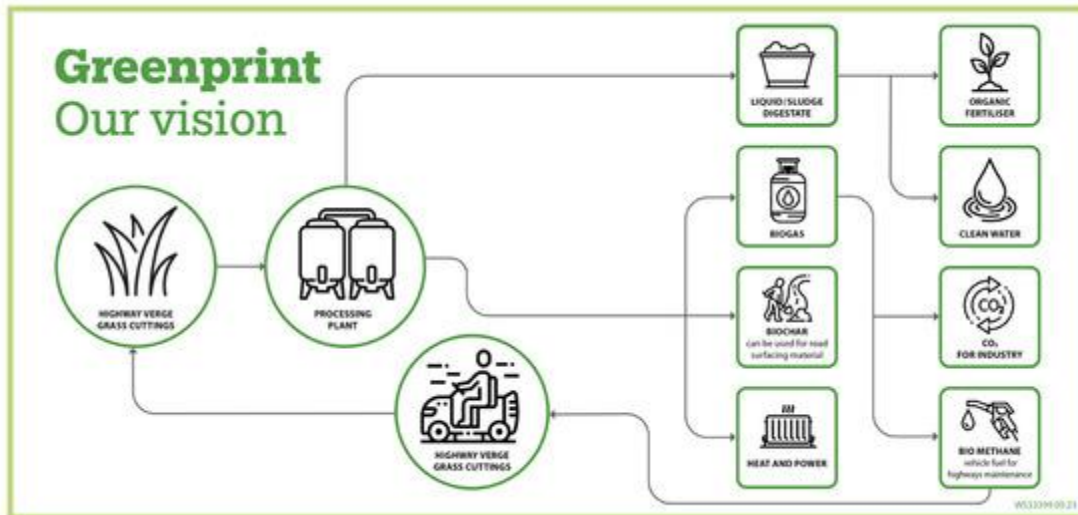 Greenprint
Our vision
HIGHWAY VERGE
GRASS CUTTINGS
PROCESSING
PLANT
HIGHWAY VERGE
GRASS CUTTINGS
LIQUID/SLUDGE
DIGESTATE
BIOGAS
BIOCHAR
can be used for road
surfacing material
HEAT AND POWER
ORGANIC
FERTILISER
CLEAN WATER
CO₂
CO₂
FOR INDUSTRY
BIO METHANE
vehicle fuel for
highways maintenance